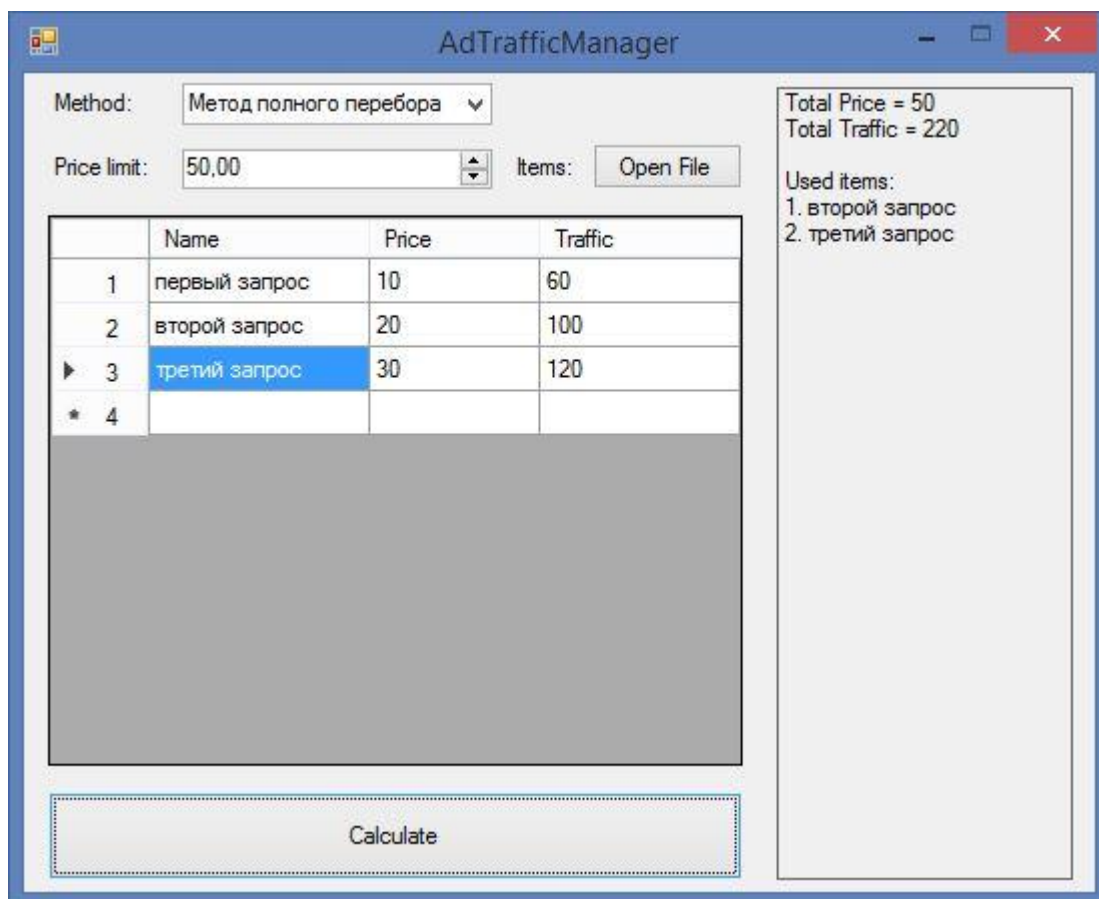 AdTrafficManager
Method: Метод полного перебора
Price limit: 50,00 Items: Open File
Name Price Traffic
1 первый запрос 10 60
2 второй запрос 20 100
3 третий запрос 30 120
* 4
Calculate
Total Price = 50
Total Traffic = 220
Used items:
1. второй запрос
2. третий запрос